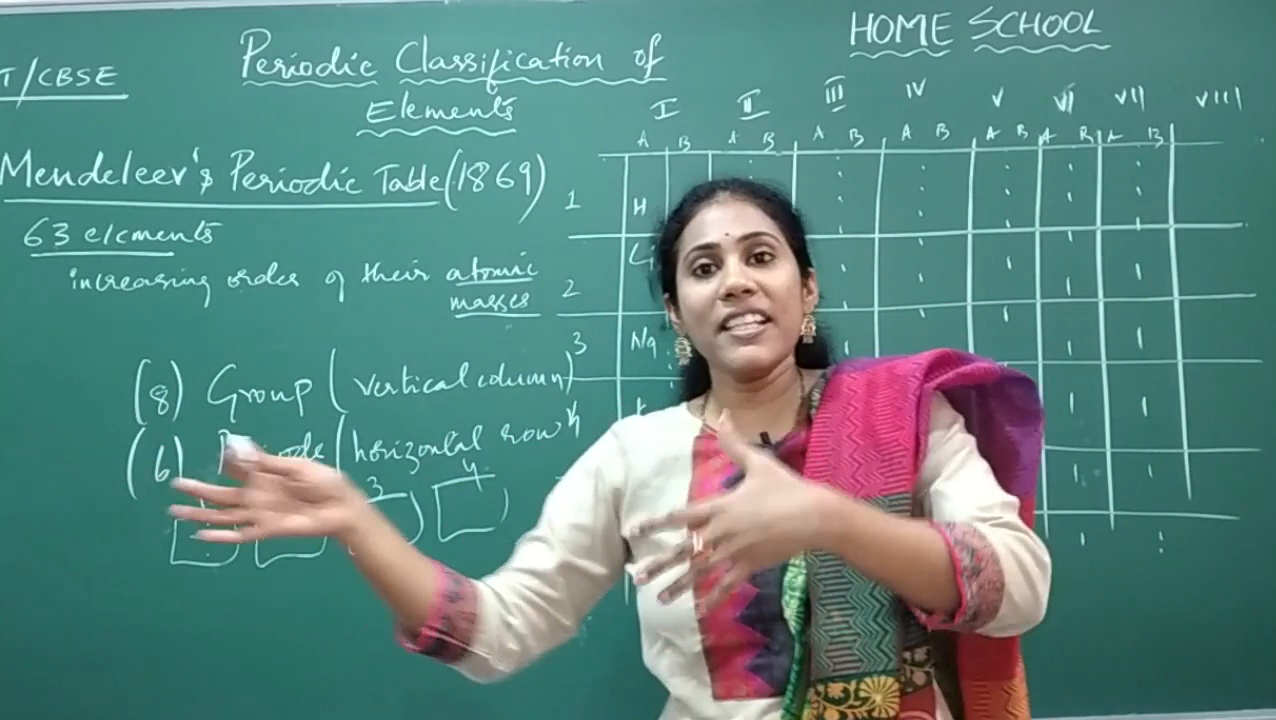 HOME SCHOOL
T/CBSE
Periodic Classification of
Elements
Mendeleev's Periodic Table (1869)
63 elements
increasing order of their atomic
masses
(8) Group (vertical column)
(6) (horizontal row
3 4
I II III IV V VI VII VIII
A B A B A B A B A B A B A B
1 H
2
3 Na
4